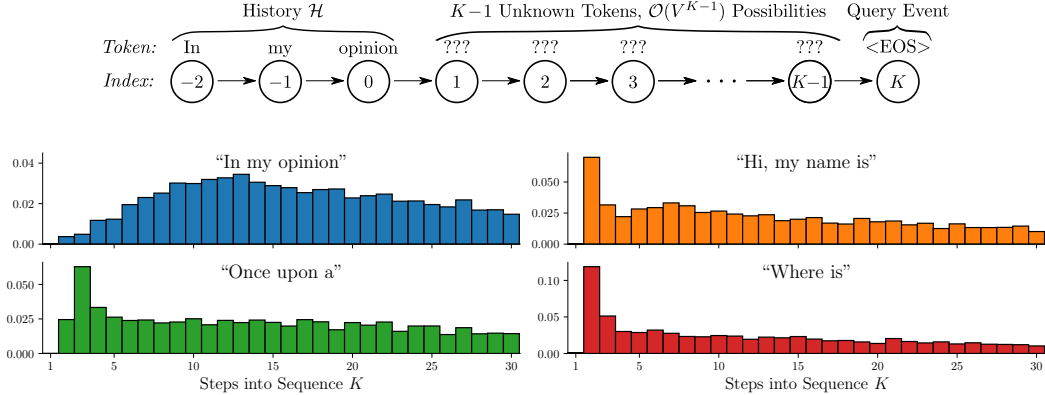 History ℋ
K−1 Unknown Tokens, 𝒪(V^{K−1}) Possibilities
Query Event
Token: In my opinion ??? ??? ??? ??? <EOS>
Index: −2 −1 0 1 2 3 · · · K−1 K
“In my opinion”
0.04
0.02
0.00
“Hi, my name is”
0.050
0.025
0.000
“Once upon a”
0.050
0.025
0.000
1 5 10 15 20 25 30
Steps into Sequence K
“Where is”
0.10
0.05
0.00
1 5 10 15 20 25 30
Steps into Sequence K